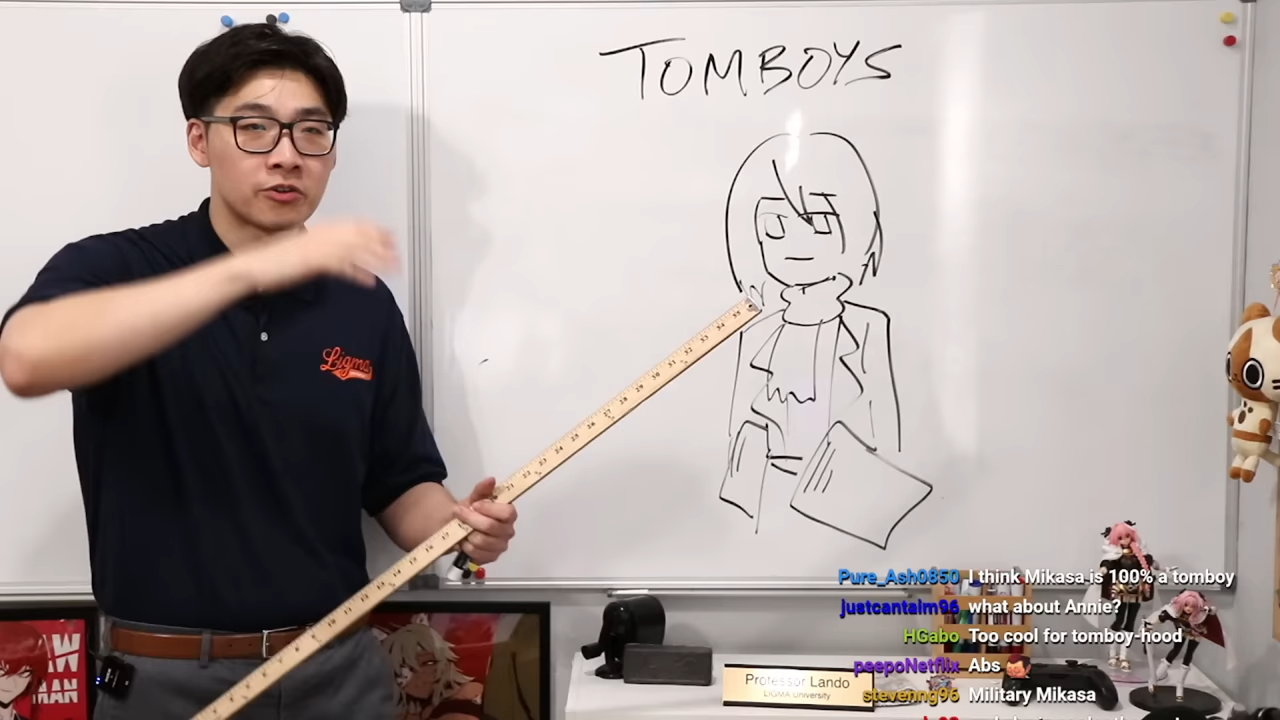 TOMBOYS
Ligma
Professor Lando
LIGMA University
Pure_Ash0850 I think Mikasa is 100% a tomboy
justcantaim96 what about Annie?
HGabo Too cool for tomboy-hood
peepoNetflix Abs
stevenng96 Military Mikasa